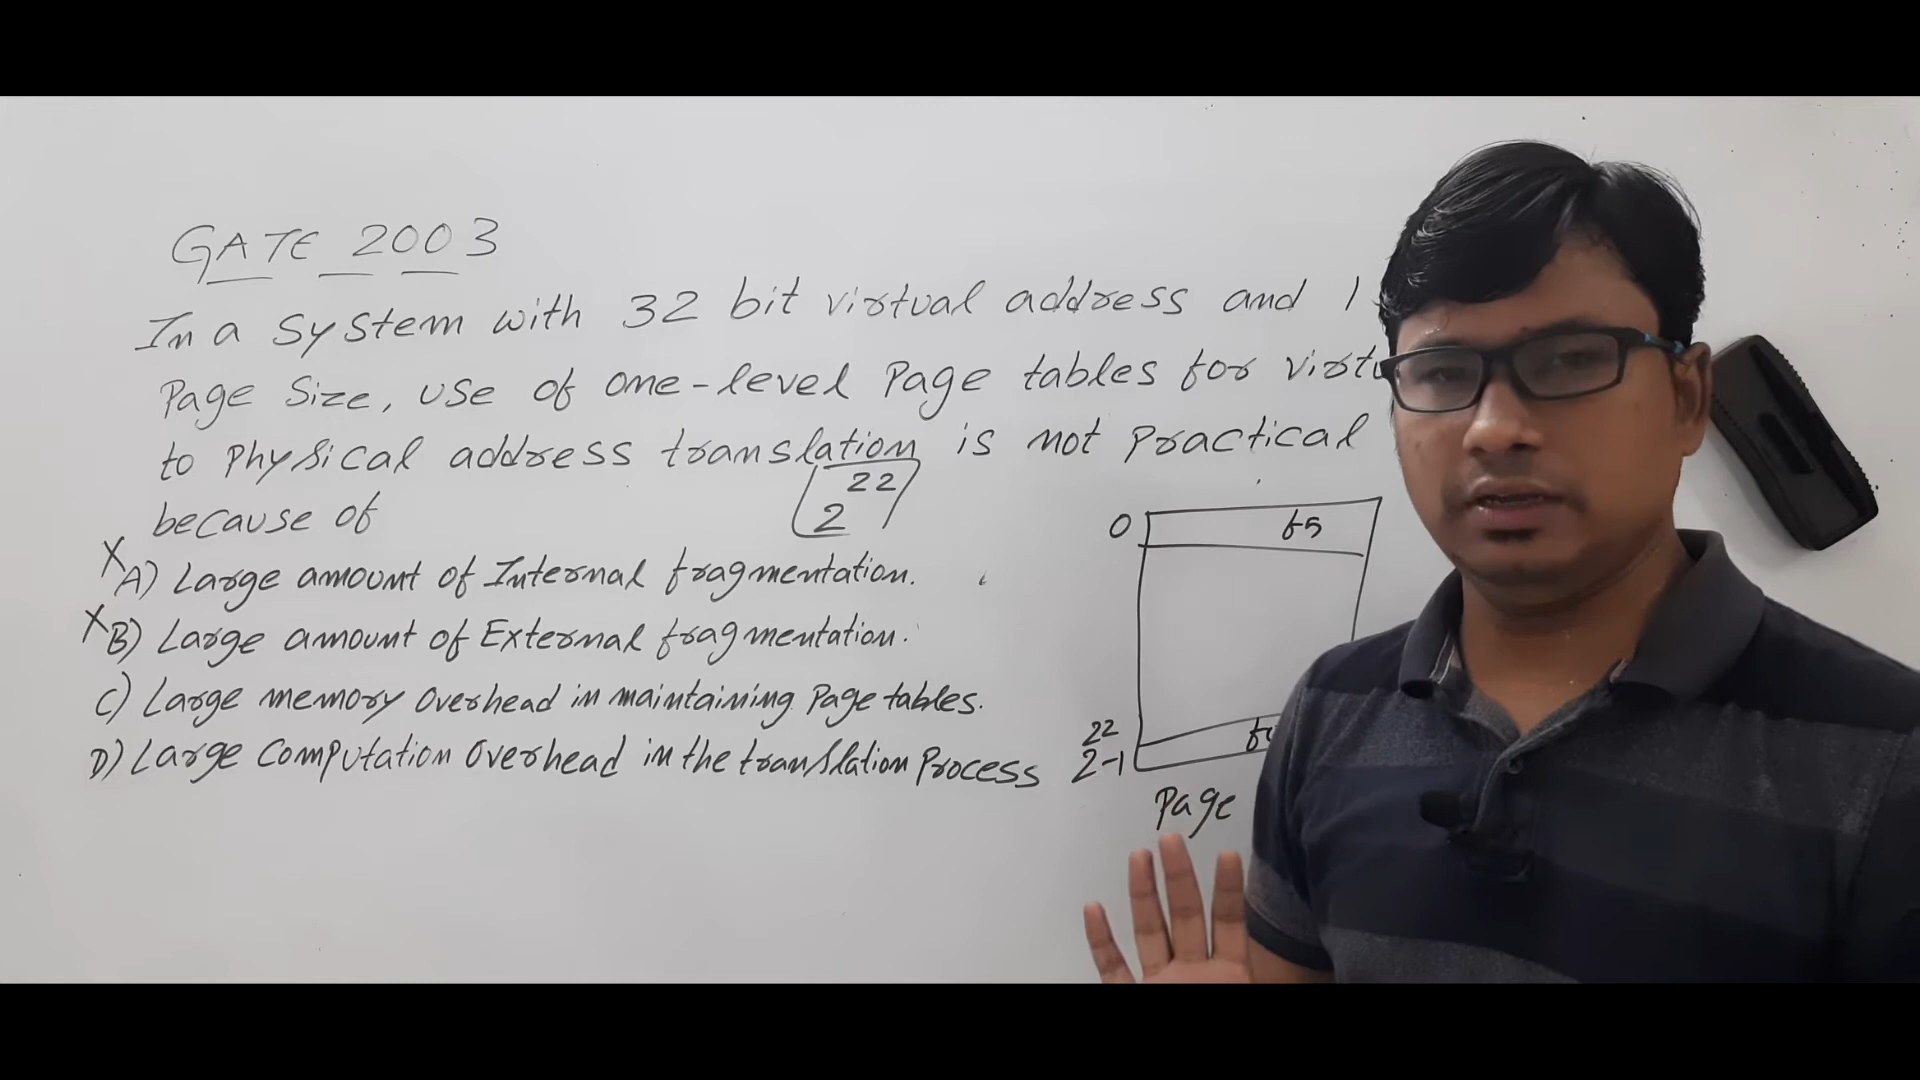 GATE 2003
In a system with 32 bit virtual address and 1
Page Size, use of one-level Page tables for
to Physical address translation is not Practical
because of
2^22
X A) Large amount of Internal fragmentation.
X B) Large amount of External fragmentation.
C) Large memory overhead in maintaining Page tables.
D) Large Computation Overhead in the translation Process
0 f5
2^22-1
Page